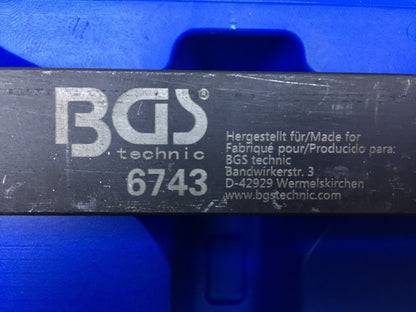 BGS®
technic
6743
Hergestellt für/Made for
Fabriqué pour/Producido para:
BGS technic
Bandwirkerstr. 3
D-42929 Wermelskirchen
www.bgstechnic.com